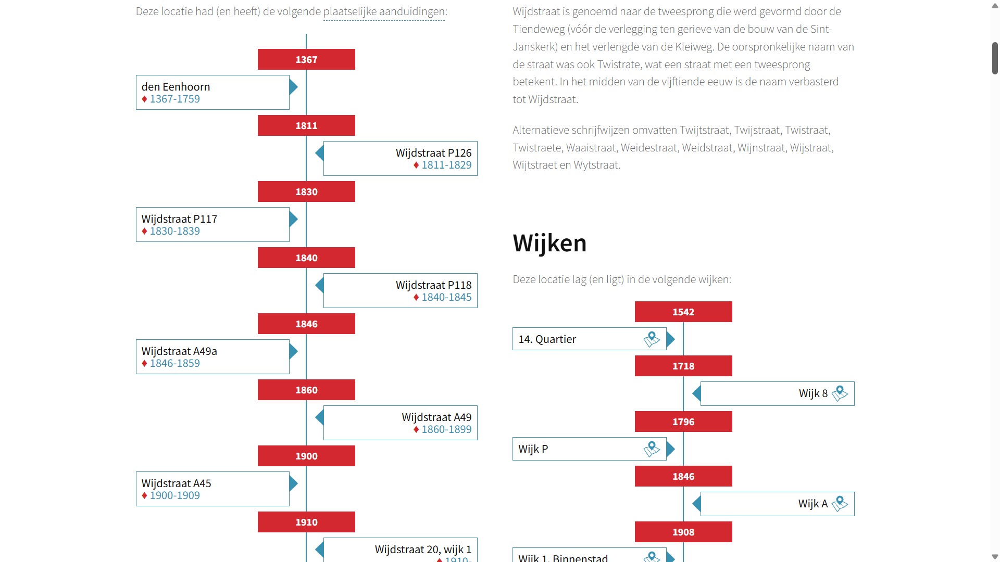 Deze locatie had (en heeft) de volgende plaatselijke aanduidingen:
1367
den Eenhoorn
♦ 1367-1759
1811
Wijdstraat P126
♦ 1811-1829
1830
Wijdstraat P117
♦ 1830-1839
1840
Wijdstraat P118
♦ 1840-1845
1846
Wijdstraat A49a
♦ 1846-1859
1860
Wijdstraat A49
♦ 1860-1899
1900
Wijdstraat A45
♦ 1900-1909
1910
Wijdstraat 20, wijk 1
♦ 1910-
Wijdstraat is genoemd naar de tweesprong die werd gevormd door de
Tiendeweg (vóór de verlegging ten gerieve van de bouw van de Sint-
Janskerk) en het verlengde van de Kleiweg. De oorspronkelijke naam van
de straat was ook Twistrate, wat een straat met een tweesprong
betekent. In het midden van de vijftiende eeuw is de naam verbasterd
tot Wijdstraat.
Alternatieve schrijfwijzen omvatten Twijtstraat, Twijstraat, Twistraat,
Twistraete, Waaistraat, Weidestraat, Weidstraat, Wijnstraat, Wijstraat,
Wijtstraet en Wytstraat.
Wijken
Deze locatie lag (en ligt) in de volgende wijken:
1542
14. Quartier
1718
Wijk 8
1796
Wijk P
1846
Wijk A
1908
Wijk 1. Binnenstad